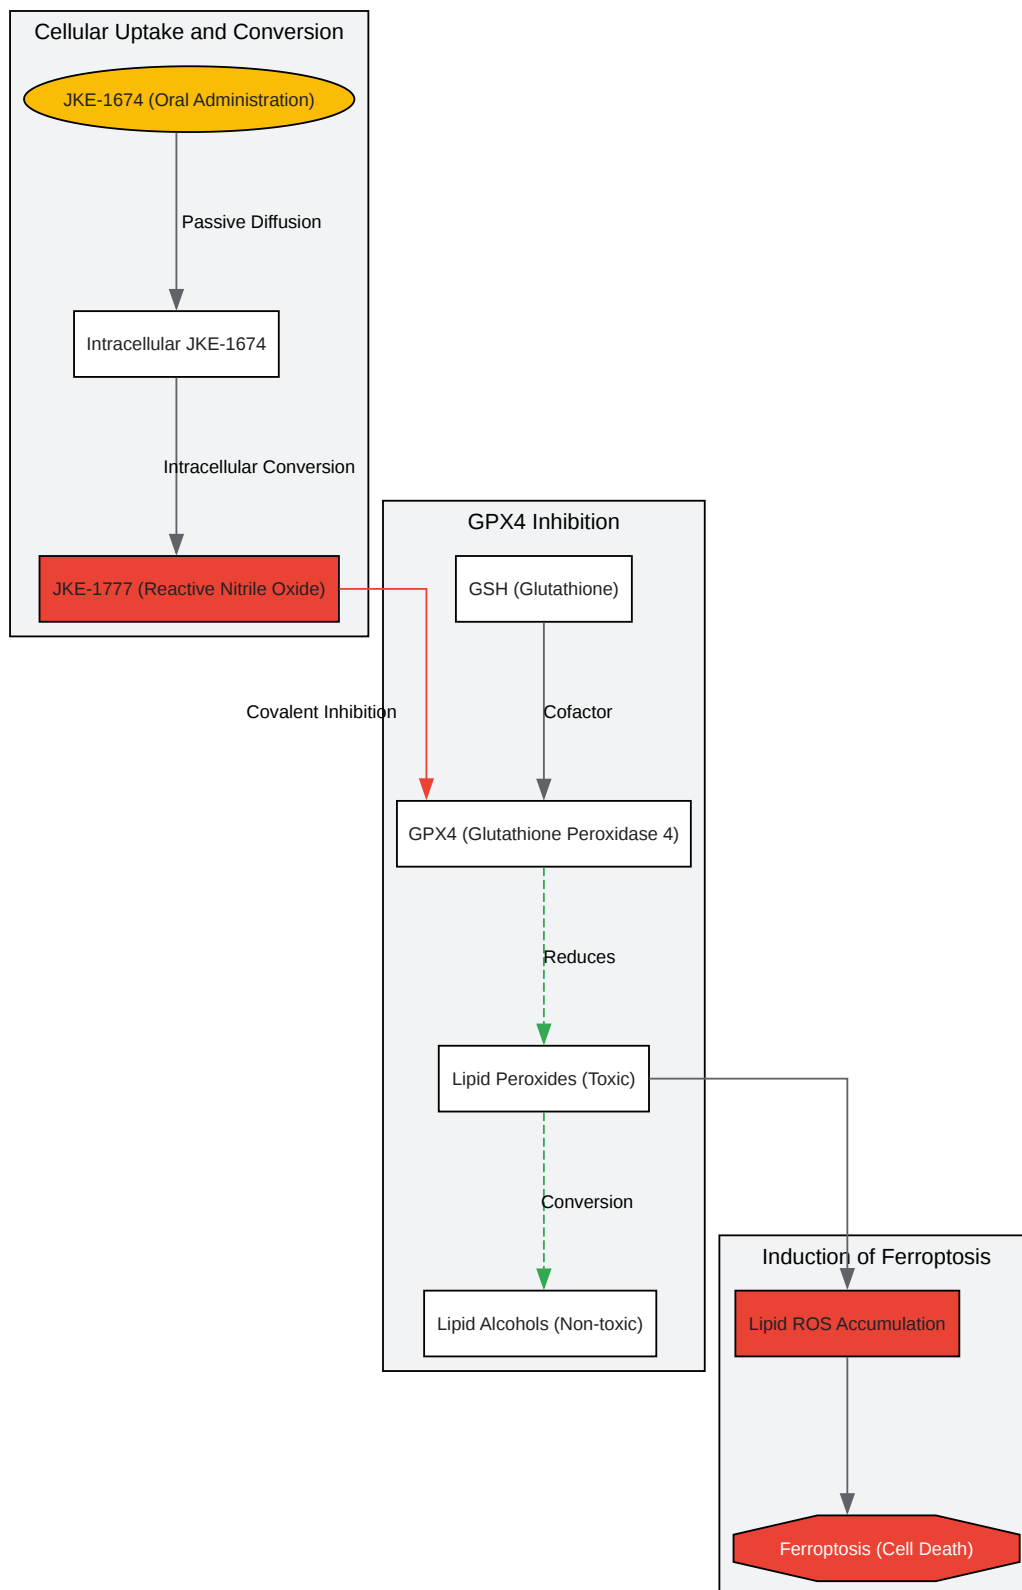 Cellular Uptake and Conversion
JKE-1674 (Oral Administration)
Passive Diffusion
Intracellular JKE-1674
Intracellular Conversion
JKE-1777 (Reactive Nitrile Oxide)
GPX4 Inhibition
GSH (Glutathione)
Covalent Inhibition
Cofactor
GPX4 (Glutathione Peroxidase 4)
Reduces
Lipid Peroxides (Toxic)
Conversion
Lipid Alcohols (Non-toxic)
Induction of Ferroptosis
Lipid ROS Accumulation
Ferroptosis (Cell Death)